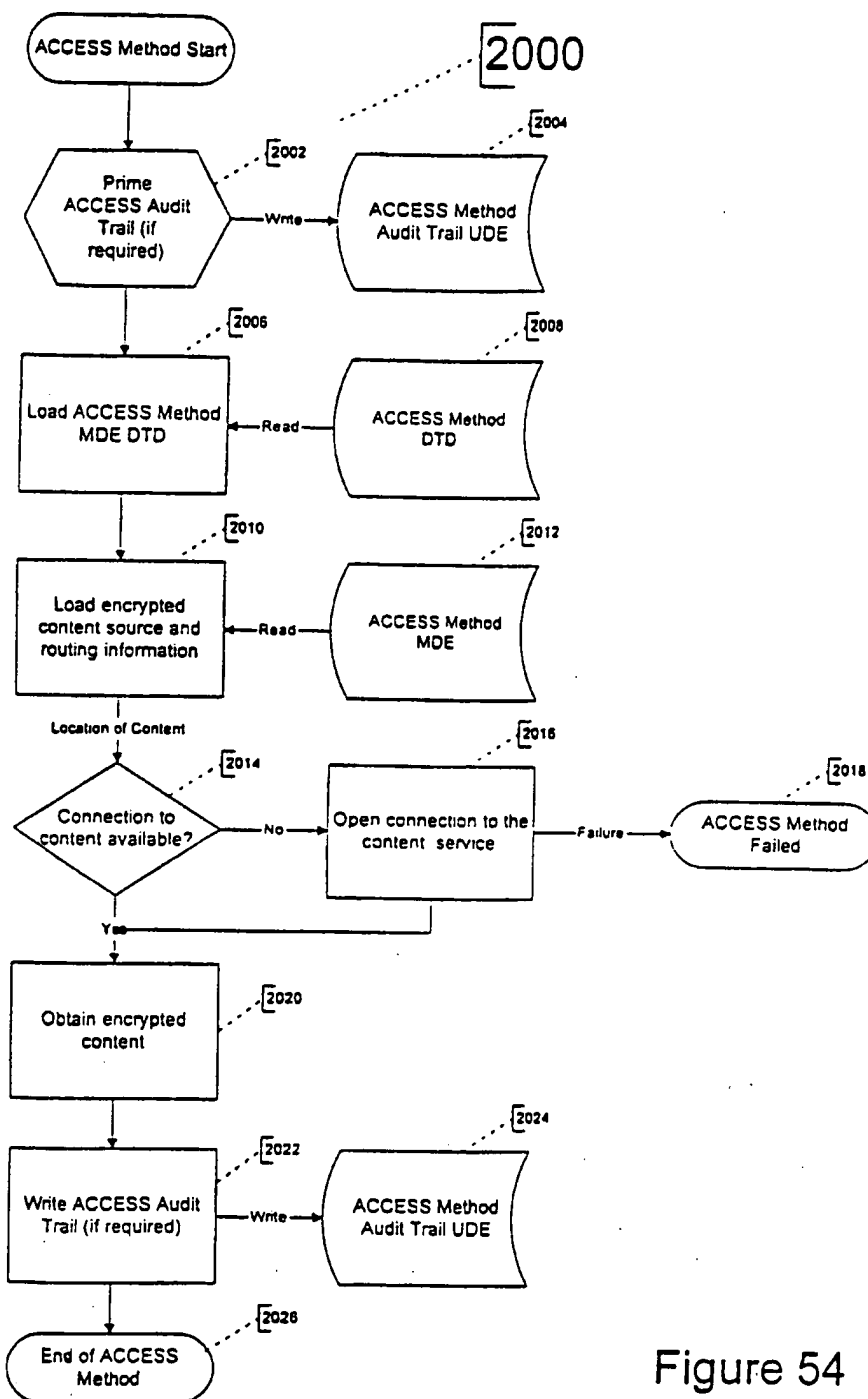 ACCESS Method Start
2000
2002
2004
Prime
ACCESS Audit
Trail (if
required)
Write
ACCESS Method
Audit Trail UDE
2006
2008
Load ACCESS Method
MDE DTD
Read
ACCESS Method
DTD
2010
2012
Load encrypted
content source and
routing information
Read
ACCESS Method
MDE
Location of Content
2014
2016
2018
Connection to
content available?
No
Open connection to the
content service
Failure
ACCESS Method
Failed
Yes
2020
Obtain encrypted
content
2022
2024
Write ACCESS Audit
Trail (if required)
Write
ACCESS Method
Audit Trail UDE
2026
End of ACCESS
Method
Figure 54